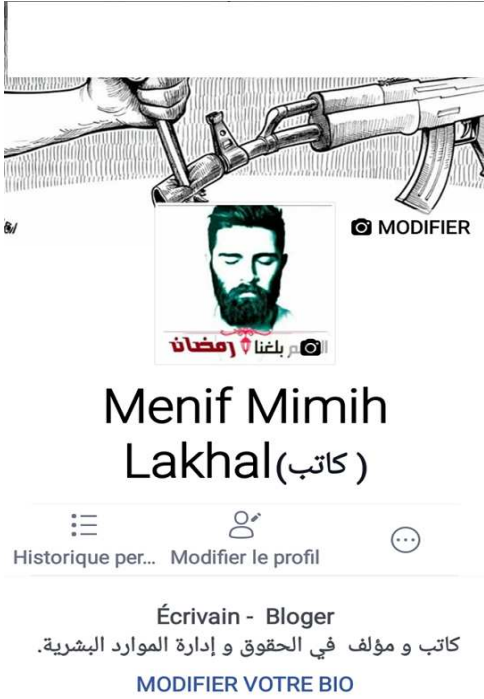 MODIFIER
بلغنا رمضان
Menif Mimih
Lakhal(كاتب )
Historique per... Modifier le profil
Écrivain - Bloger
كاتب و مؤلف في الحقوق و إدارة الموارد البشرية.
MODIFIER VOTRE BIO